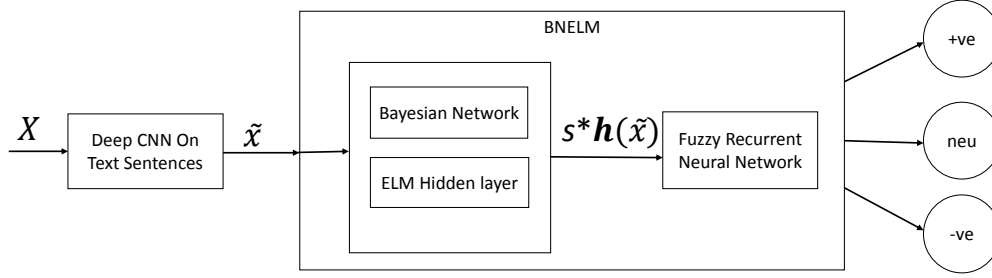 BNELM
X
Deep CNN On
Text Sentences
x̃
Bayesian Network
ELM Hidden layer
s*h(x̃)
Fuzzy Recurrent
Neural Network
+ve
neu
-ve